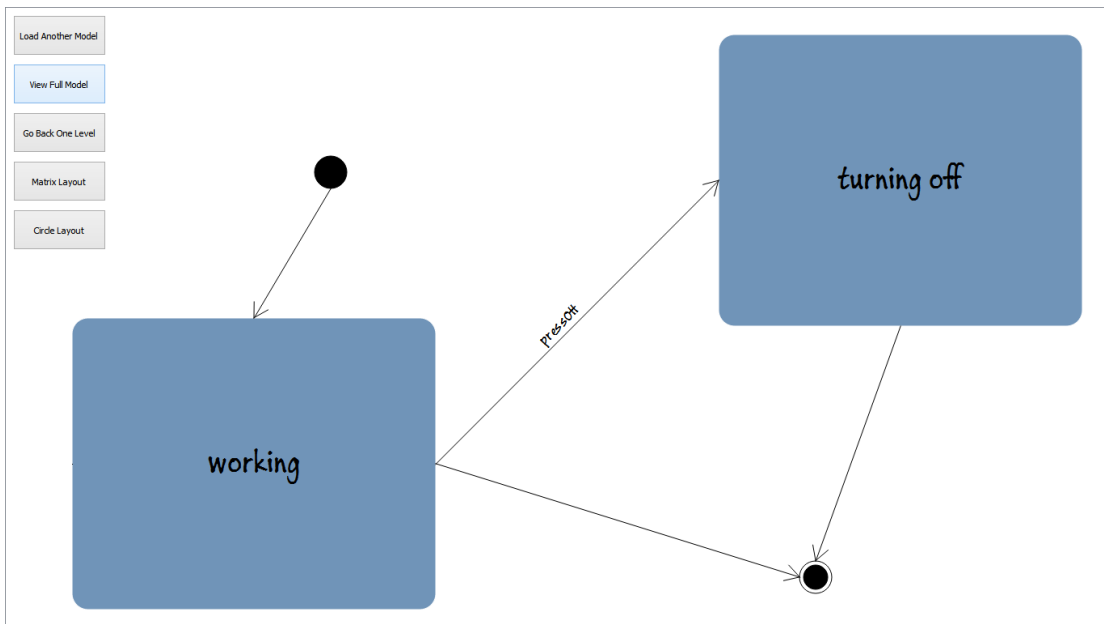 Load Another Model
View Full Model
Go Back One Level
Matrix Layout
Circle Layout
turning off
pressOff
working